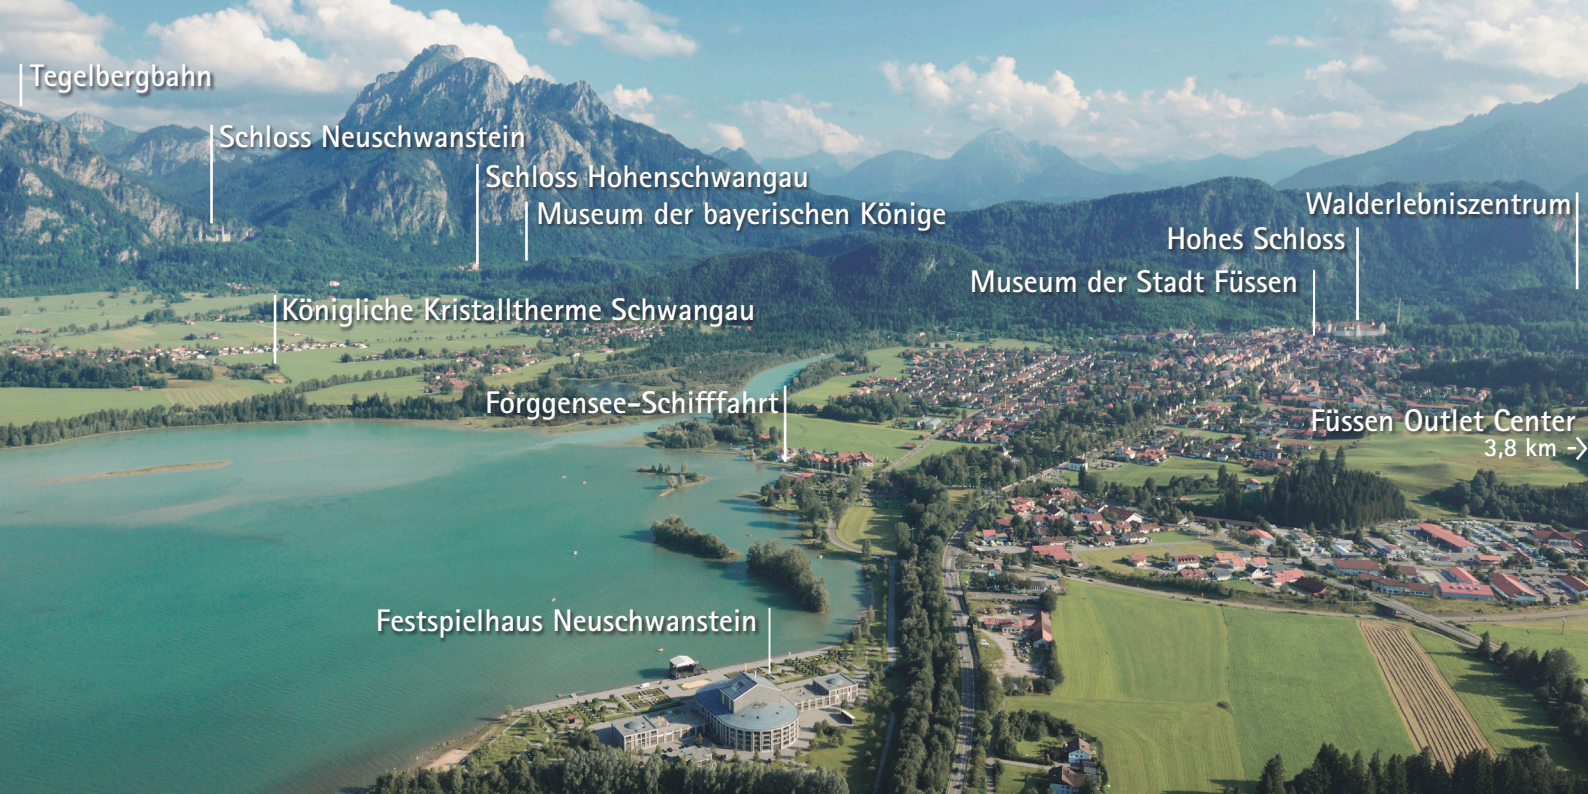 Tegelbergbahn
Schloss Neuschwanstein
Schloss Hohenschwangau
Museum der bayerischen Könige
Walderlebniszentrum
Hohes Schloss
Museum der Stadt Füssen
Königliche Kristalltherme Schwangau
Forggensee-Schifffahrt
Füssen Outlet Center
3,8 km →
Festspielhaus Neuschwanstein